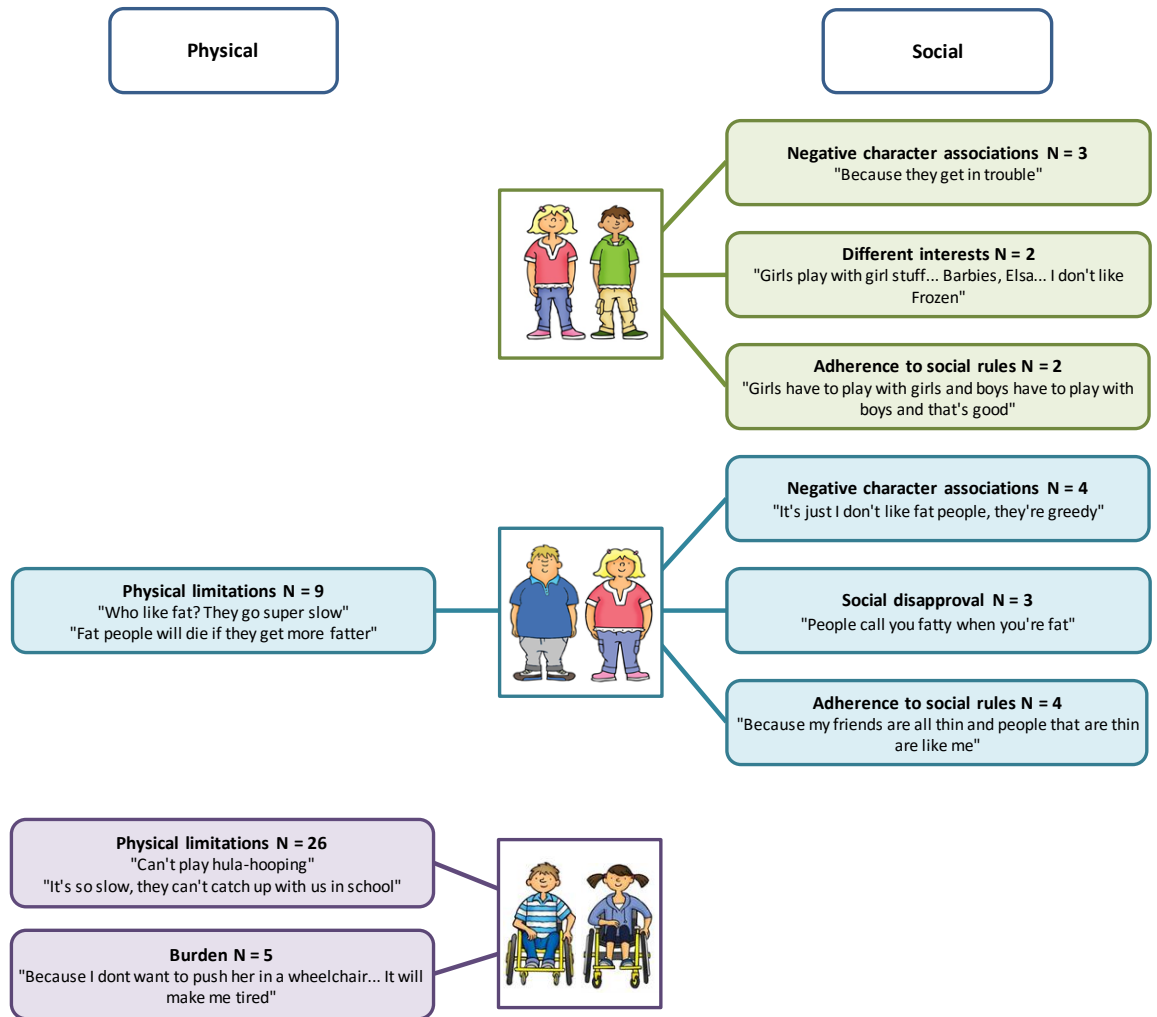 Physical
Social
Negative character associations N = 3
"Because they get in trouble"
Different interests N = 2
"Girls play with girl stuff... Barbies, Elsa... I don't like
Frozen"
Adherence to social rules N = 2
"Girls have to play with girls and boys have to play with
boys and that's good"
Physical limitations N = 9
"Who like fat? They go super slow"
"Fat people will die if they get more fatter"
Negative character associations N = 4
"It's just I don't like fat people, they're greedy"
Social disapproval N = 3
"People call you fatty when you're fat"
Adherence to social rules N = 4
"Because my friends are all thin and people that are thin
are like me"
Physical limitations N = 26
"Can't play hula-hooping"
"It's so slow, they can't catch up with us in school"
Burden N = 5
"Because I dont want to push her in a wheelchair... It will
make me tired"